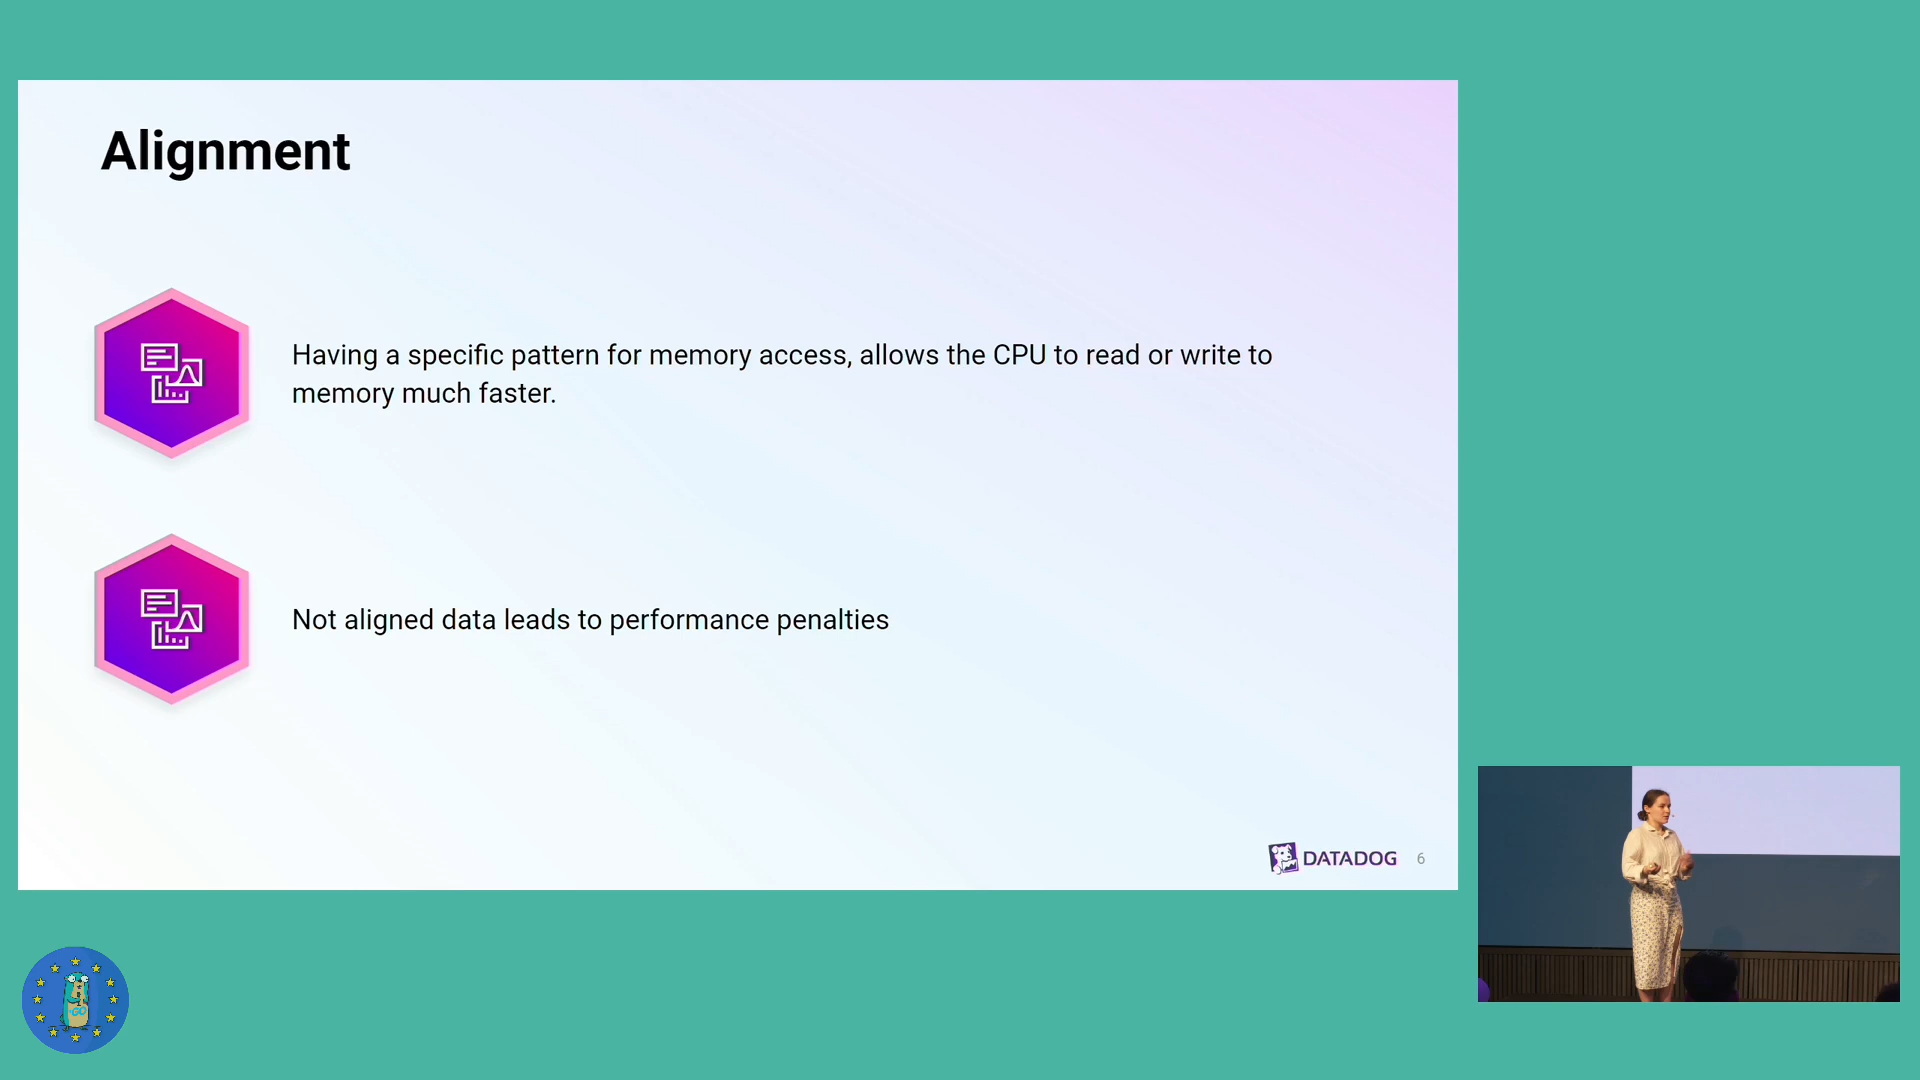 Alignment
Having a specific pattern for memory access, allows the CPU to read or write to
memory much faster.
Not aligned data leads to performance penalties
DATADOG 6
GO